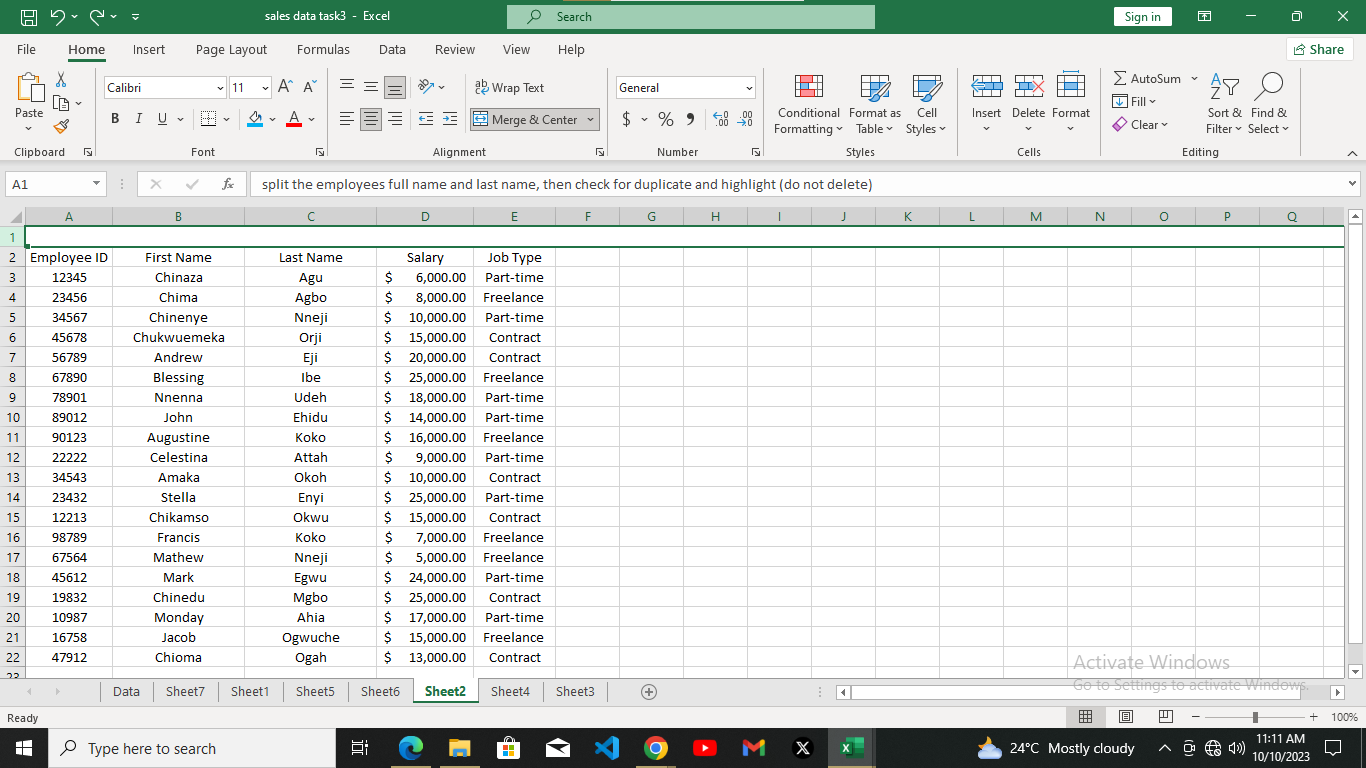 sales data task3 - Excel
Search
Sign in
File Home Insert Page Layout Formulas Data Review View Help
Share
Paste
Clipboard
Calibri 11 A^ A˅
B I U A
Font
ab Wrap Text
Merge & Center
Alignment
General
$ % , .00
Number
Conditional Formatting
Format as Table
Cell Styles
Styles
Insert
Delete
Format
Cells
AutoSum
Fill
Clear
Sort & Filter
Find & Select
Editing
A1 fx split the employees full name and last name, then check for duplicate and highlight (do not delete)
A B C D E F G H I J K L M N O P Q
1
2 Employee ID First Name Last Name Salary Job Type
3 12345 Chinaza Agu $ 6,000.00 Part-time
4 23456 Chima Agbo $ 8,000.00 Freelance
5 34567 Chinenye Nneji $ 10,000.00 Part-time
6 45678 Chukwuemeka Orji $ 15,000.00 Contract
7 56789 Andrew Eji $ 20,000.00 Contract
8 67890 Blessing Ibe $ 25,000.00 Freelance
9 78901 Nnenna Udeh $ 18,000.00 Part-time
10 89012 John Ehidu $ 14,000.00 Part-time
11 90123 Augustine Koko $ 16,000.00 Freelance
12 22222 Celestina Attah $ 9,000.00 Part-time
13 34543 Amaka Okoh $ 10,000.00 Contract
14 23432 Stella Enyi $ 25,000.00 Part-time
15 12213 Chikamso Okwu $ 15,000.00 Contract
16 98789 Francis Koko $ 7,000.00 Freelance
17 67564 Mathew Nneji $ 5,000.00 Freelance
18 45612 Mark Egwu $ 24,000.00 Part-time
19 19832 Chinedu Mgbo $ 25,000.00 Contract
20 10987 Monday Ahia $ 17,000.00 Part-time
21 16758 Jacob Ogwuche $ 15,000.00 Freelance
22 47912 Chioma Ogah $ 13,000.00 Contract
23
Activate Windows
Go to Settings to activate Windows.
Data Sheet7 Sheet1 Sheet5 Sheet6 Sheet2 Sheet4 Sheet3
Ready
100%
Type here to search
24°C Mostly cloudy
11:11 AM
10/10/2023